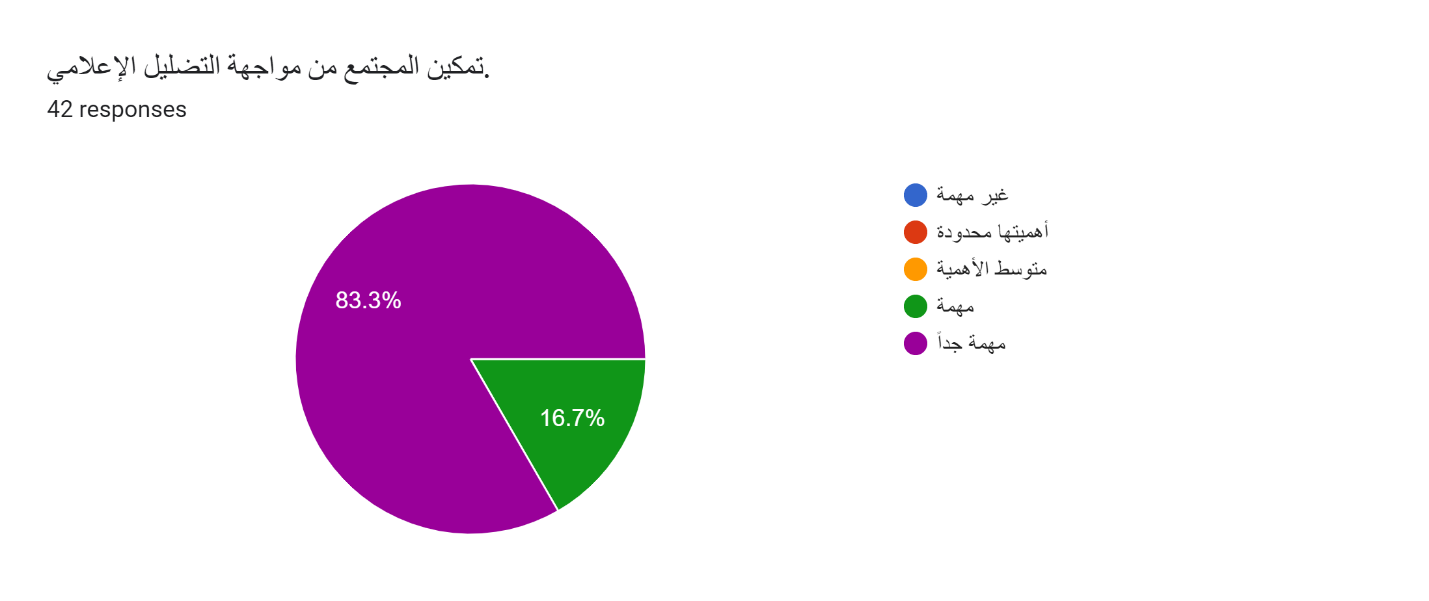 تمكين المجتمع من مواجهة التضليل الإعلامي.
42 responses
83.3%
16.7%
غير مهمة
أهميتها محدودة
متوسط الأهمية
مهمة
مهمة جداً